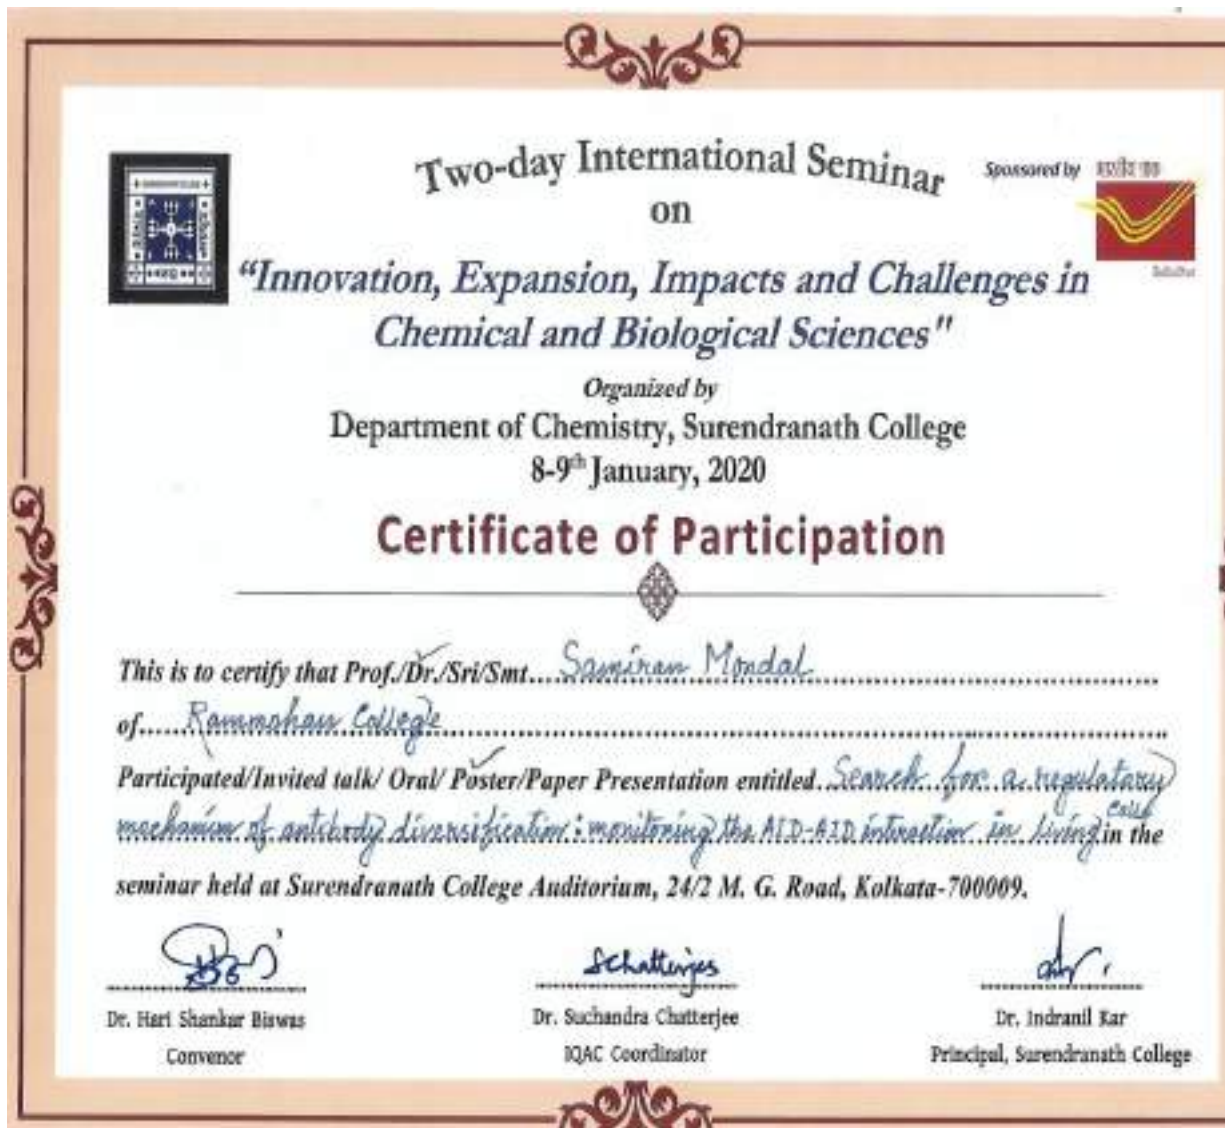 Two-day International Seminar
on
Sponsored by
"Innovation, Expansion, Impacts and Challenges in
Chemical and Biological Sciences"
Organized by
Department of Chemistry, Surendranath College
8-9th January, 2020
Certificate of Participation
This is to certify that Prof./Dr./Sri/Smt....Samiran Mondal
of....Rammohan College
Participated/Invited talk/ Oral/ Poster/Paper Presentation entitled..Search for a regulatory
mechanism of antibody diversification: monitoring the AID-AID interaction in living cells in the
seminar held at Surendranath College Auditorium, 24/2 M. G. Road, Kolkata-700009.
SChatterjee
Dr. Hari Shankar Biswas
Dr. Suchandra Chatterjee
Dr. Indranil Kar
Convenor
IQAC Coordinator
Principal, Surendranath College